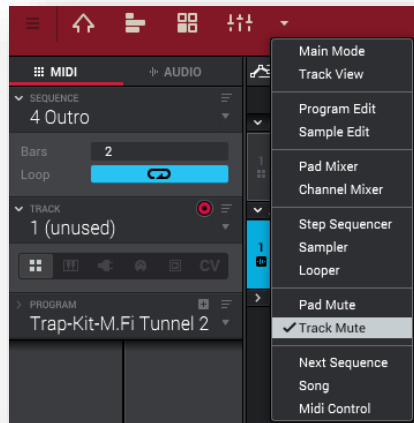 MIDI
AUDIO
SEQUENCE
4 Outro
Bars 2
Loop
TRACK
1 (unused)
CV
PROGRAM
Trap-Kit-M.Fi Tunnel 2
1
1
Main Mode
Track View
Program Edit
Sample Edit
Pad Mixer
Channel Mixer
Step Sequencer
Sampler
Looper
Pad Mute
Track Mute
Next Sequence
Song
Midi Control